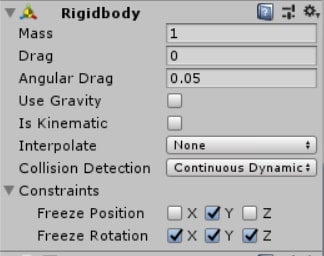 Rigidbody
Mass 1
Drag 0
Angular Drag 0.05
Use Gravity
Is Kinematic
Interpolate None
Collision Detection Continuous Dynamic
Constraints
Freeze Position X Y Z
Freeze Rotation X Y Z